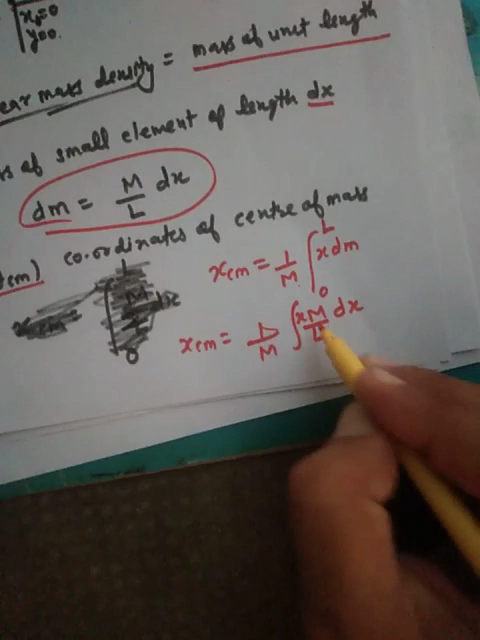 x₀=0
y=0.
ear mass density = mass of unit length
s of small element of length dx
dm = M/L dx
cm) co-ordinates of centre of mass
xcm = 1/M ∫₀ᴸ x dm
xcm = 1/M ∫ x M/L dx